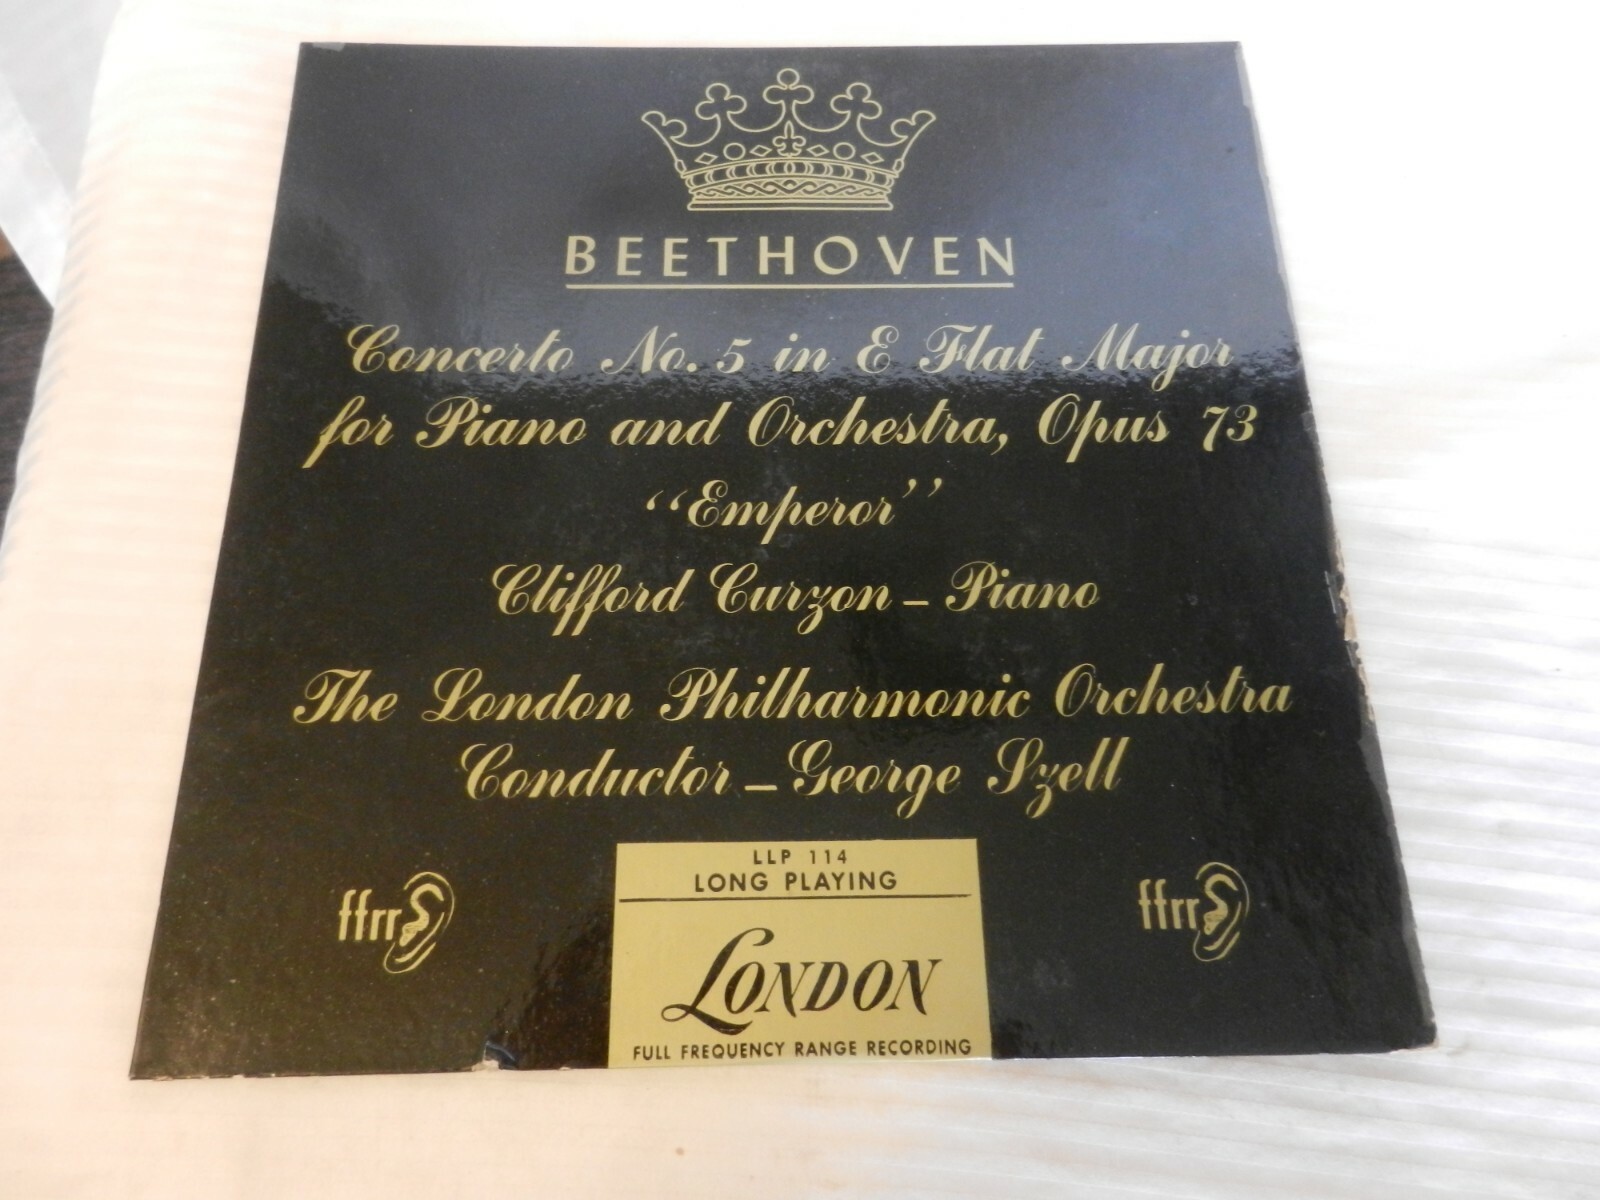 BEETHOVEN
Concerto No. 5 in E Flat Major
for Piano and Orchestra, Opus 73
“Emperor”
Clifford Curzon – Piano
The London Philharmonic Orchestra
Conductor – George Szell
LLP 114
LONG PLAYING
ffrr
ffrr
LONDON
FULL FREQUENCY RANGE RECORDING